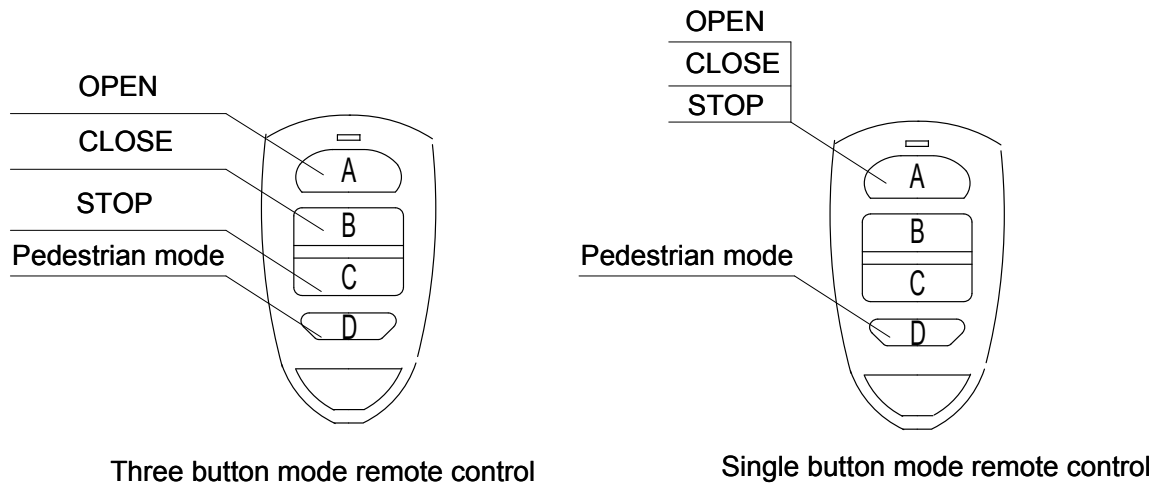 OPEN
CLOSE
STOP
Pedestrian mode
A
B
C
D
Three button mode remote control
OPEN
CLOSE
STOP
Pedestrian mode
A
B
C
D
Single button mode remote control